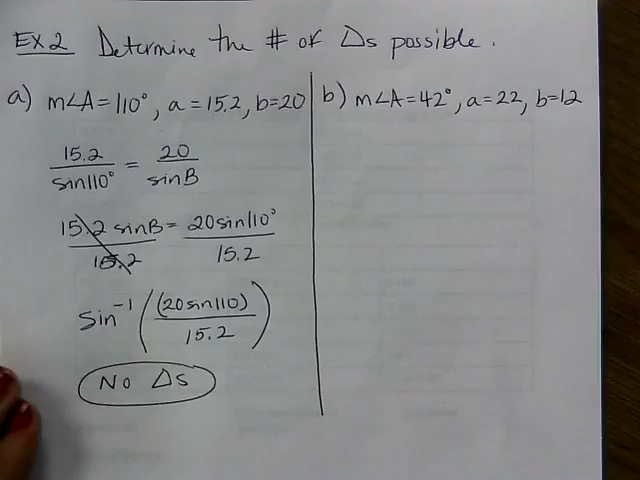 Ex 2 Determine the # of Δs possible.
a) m∠A = 110°, a = 15.2, b = 20
15.2 / sin110° = 20 / sinB
15.2 sinB / 15.2 = 20sin110° / 15.2
sin⁻¹ ( (20sin110) / 15.2 )
No Δs
b) m∠A = 42°, a = 22, b = 12